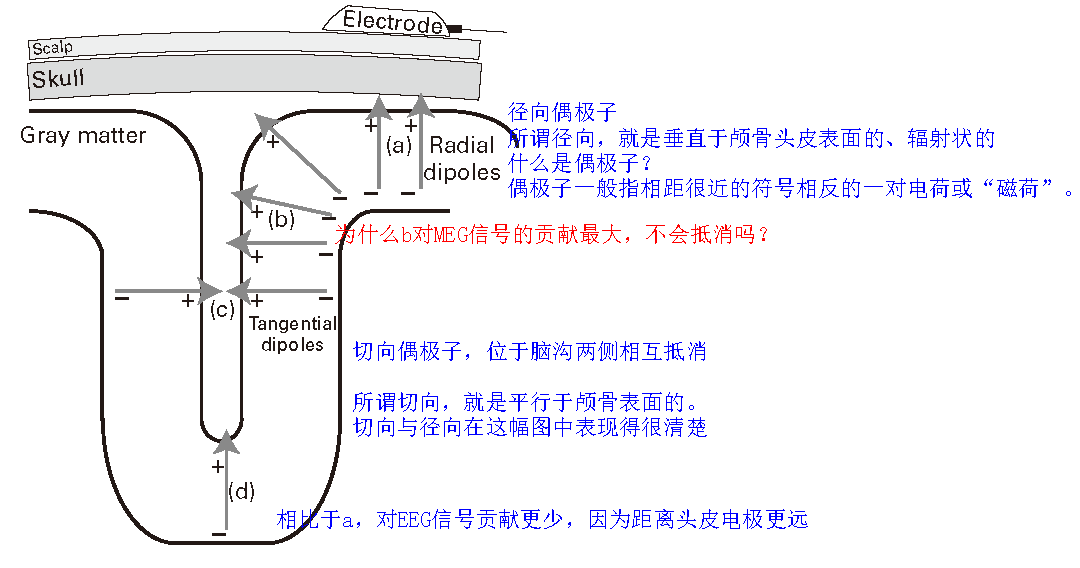 Electrode
Scalp
Skull
Gray matter
+ + (a) Radial
dipoles
- -
径向偶极子
所谓径向，就是垂直于颅骨头皮表面的、辐射状的
什么是偶极子？
偶极子一般指相距很近的符号相反的一对电荷或“磁荷”。
+
-
+ (b) -
为什么b对MEG信号的贡献最大，不会抵消吗？
+ -
- + (c) + -
Tangential
dipoles
切向偶极子，位于脑沟两侧相互抵消
所谓切向，就是平行于颅骨表面的。
切向与径向在这幅图中表现得很清楚
+
(d)
-
相比于a，对EEG信号贡献更少，因为距离头皮电极更远